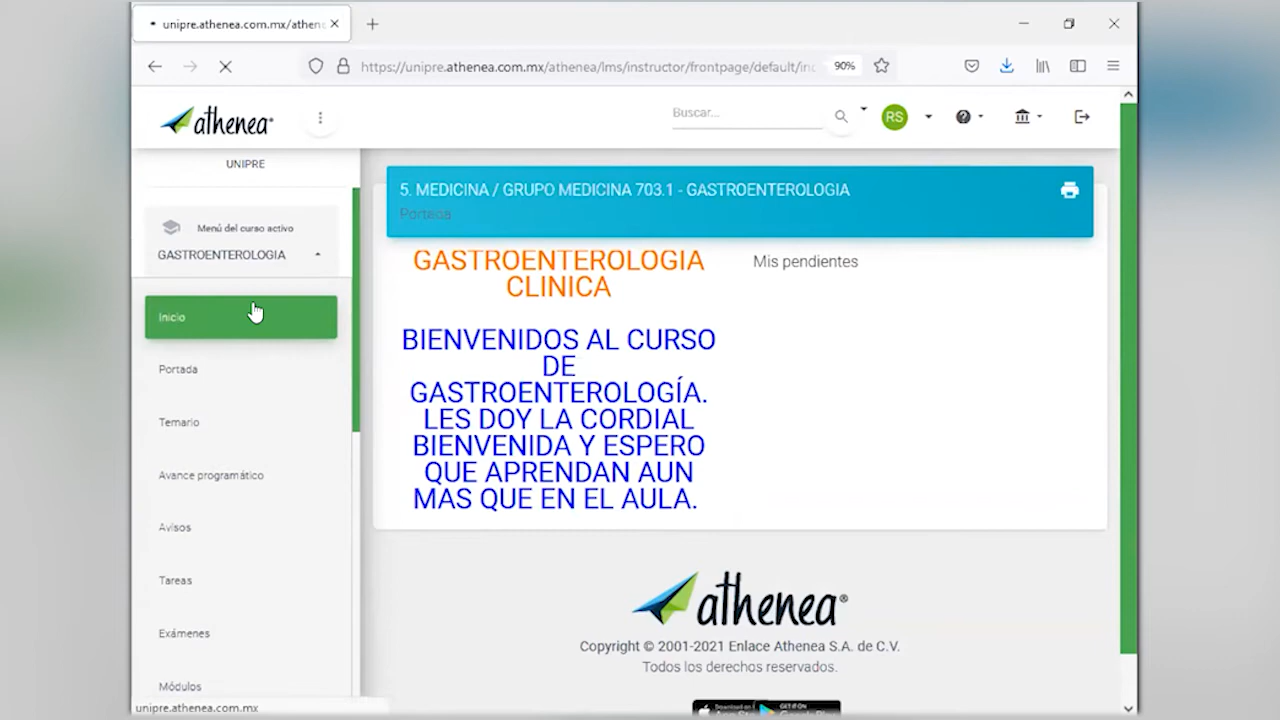 unipre.athenea.com.mx/athen
https://unipre.athenea.com.mx/athenea/lms/instructor/frontpage/default/in
90%
athenea®
Buscar...
RS
UNIPRE
Menú del curso activo
GASTROENTEROLOGIA
Inicio
Portada
Temario
Avance programático
Avisos
Tareas
Exámenes
Módulos
unipre.athenea.com.mx
5. MEDICINA / GRUPO MEDICINA 703.1 - GASTROENTEROLOGIA
Portada
GASTROENTEROLOGIA
CLINICA
BIENVENIDOS AL CURSO
DE
GASTROENTEROLOGÍA.
LES DOY LA CORDIAL
BIENVENIDA Y ESPERO
QUE APRENDAN AUN
MAS QUE EN EL AULA.
Mis pendientes
athenea®
Copyright © 2001-2021 Enlace Athenea S.A. de C.V.
Todos los derechos reservados.
GET IT ON